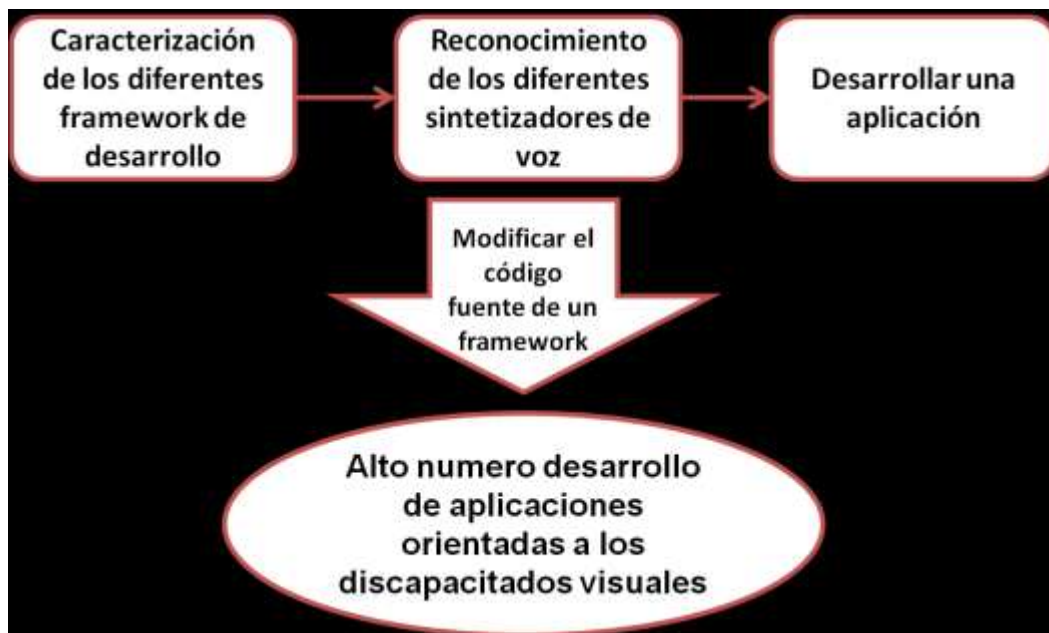 Caracterización
de los diferentes
framework de
desarrollo
Reconocimiento
de los diferentes
sintetizadores de
voz
Desarrollar una
aplicación
Modificar el
código
fuente de un
framework
Alto numero desarrollo
de aplicaciones
orientadas a los
discapacitados visuales